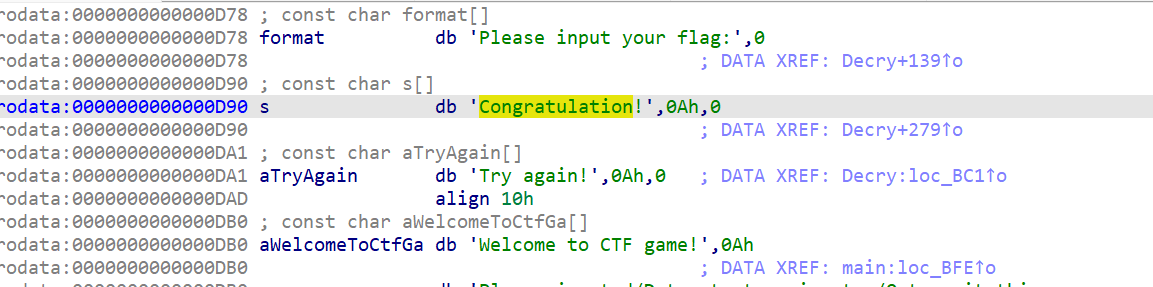 rodata:0000000000000D78 ; const char format[]
rodata:0000000000000D78 format db 'Please input your flag:',0
rodata:0000000000000D78 ; DATA XREF: Decry+139↑o
rodata:0000000000000D90 ; const char s[]
rodata:0000000000000D90 s db 'Congratulation!',0Ah,0
rodata:0000000000000D90 ; DATA XREF: Decry+279↑o
rodata:0000000000000DA1 ; const char aTryAgain[]
rodata:0000000000000DA1 aTryAgain db 'Try again!',0Ah,0 ; DATA XREF: Decry:loc_BC1↑o
rodata:0000000000000DAD align 10h
rodata:0000000000000DB0 ; const char aWelcomeToCtfGa[]
rodata:0000000000000DB0 aWelcomeToCtfGa db 'Welcome to CTF game!',0Ah
rodata:0000000000000DB0 ; DATA XREF: main:loc_BFE↑o